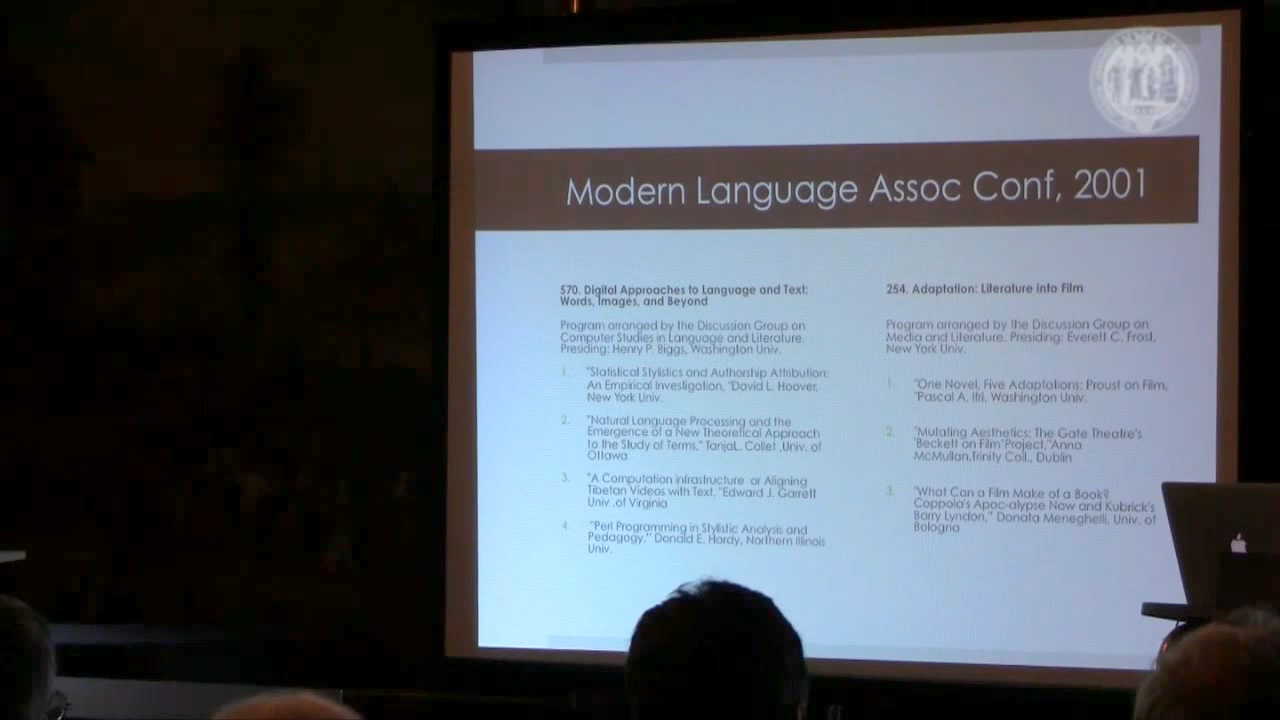 Modern Language Assoc Conf, 2001
570. Digital Approaches to Language and Text:
Words, Images, and Beyond
Program arranged by the Discussion Group on
Computer Studies in Language and Literature.
Presiding: Henry P. Biggs, Washington Univ.
1. "Statistical Stylistics and Authorship Attribution:
An Empirical Investigation, "David L. Hoover,
New York Univ.
2. "Natural Language Processing and the
Emergence of a New Theoretical Approach
to the Study of Terms," TanjaL. Collet ,Univ. of
Ottawa
3. "A Computation infrastructure or Aligning
Tibetan Videos with Text, "Edward J. Garrett
Univ .of Virginia
4. "Perl Programming in Stylistic Analysis and
Pedagogy," Donald E. Hardy, Northern Illinois
Univ.
254. Adaptation: Literature into Film
Program arranged by the Discussion Group on
Media and Literature. Presiding: Everett C. Frost,
New York Univ.
1. "One Novel, Five Adaptations: Proust on Film,
"Pascal A. Ifri, Washington Univ.
2. "Mutating Aesthetics: The Gate Theatre's
'Beckett on Film'Project,"Anna
McMullan,Trinity Coll., Dublin
3. "What Can a Film Make of a Book?
Coppola's Apoc-alypse Now and Kubrick's
Barry Lyndon," Donata Meneghelli, Univ. of
Bologna